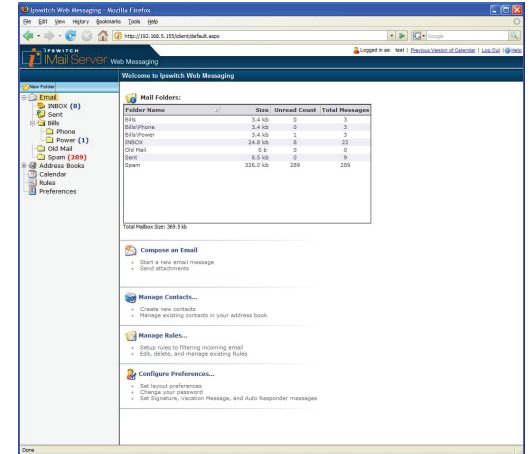 Ipswitch Web Messaging - Mozilla Firefox
File Edit View History Bookmarks Tools Help
http://192.168.5.155/client/default.aspx
Google
IPSWITCH
IMail Server Web Messaging
Logged in as: test | Previous Version of Calendar | Log Out | Help
Welcome to Ipswitch Web Messaging
New Folder
Email
INBOX (8)
Sent
Bills
Phone
Power (1)
Old Mail
Spam (289)
Address Books
Calendar
Rules
Preferences
Mail Folders:
Folder Name Size Unread Count Total Messages
Bills 3.4 kb 0 3
Bills\Phone 3.4 kb 0 3
Bills\Power 3.4 kb 1 3
INBOX 24.8 kb 8 22
Old Mail 0 b 0 0
Sent 8.5 kb 0 9
Spam 326.0 kb 289 289
Total Mailbox Size: 369.5 kb
Compose an Email
Start a new email message
Send attachments
Manage Contacts...
Create new contacts
Manage existing contacts in your address book
Manage Rules...
Setup rules to filtering incoming email
Edit, delete, and manage existing Rules
Configure Preferences...
Set layout preferences
Change your password
Set Signature, Vacation Message, and Auto Responder messages
Done